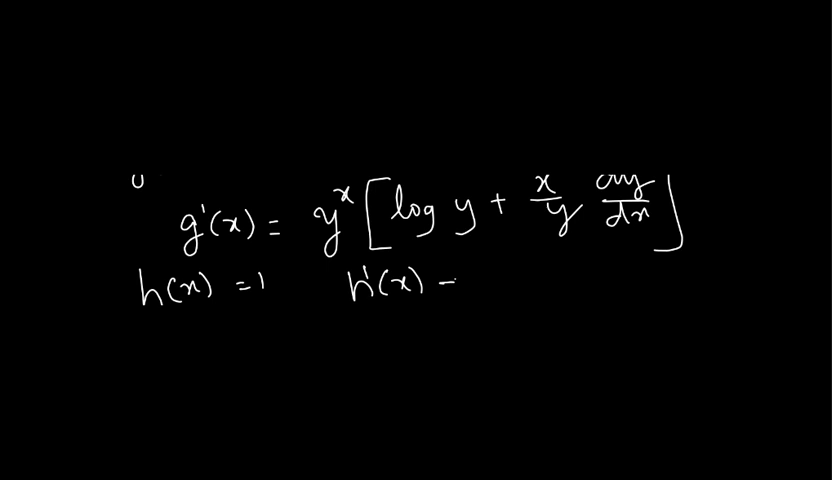 g'(x) = y^x [log y + x/y dy/dx]
h(x) = 1 h'(x) -